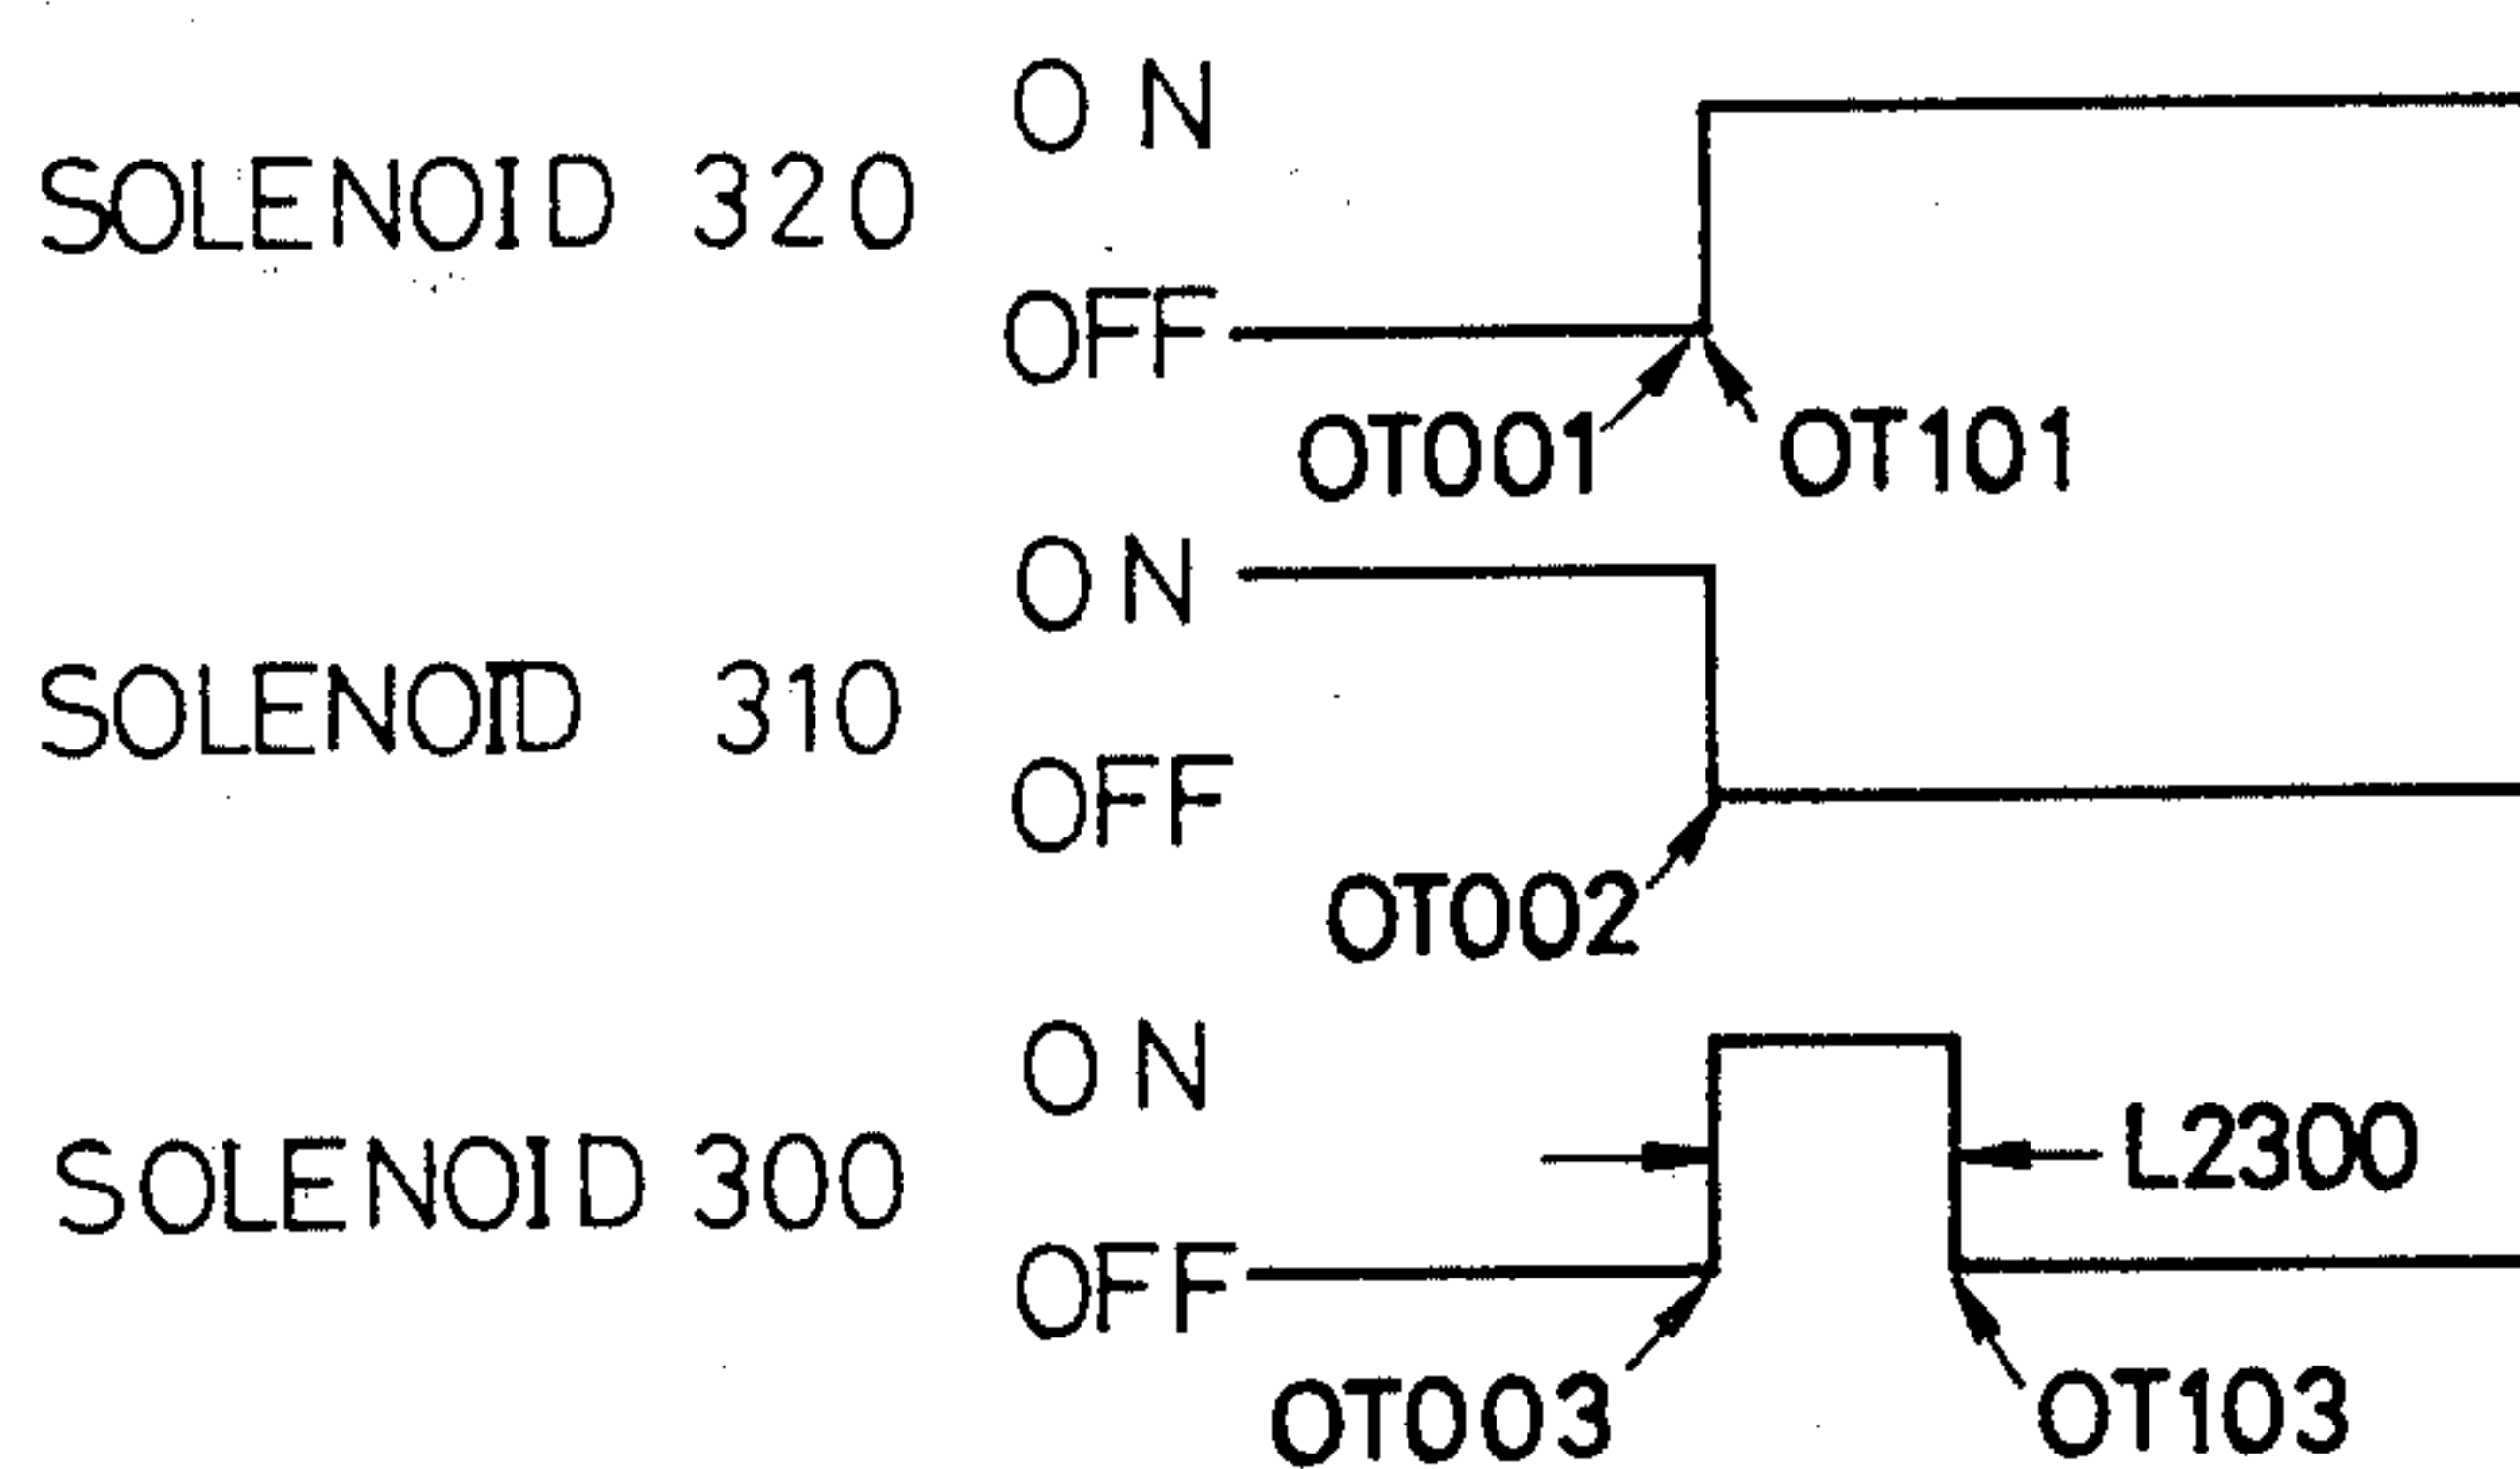 ON
SOLENOID 320
OFF
OT001 OT101
ON
SOLENOID 310
OFF
OT002
ON
SOLENOID 300
L2300
OFF
OT003 OT103